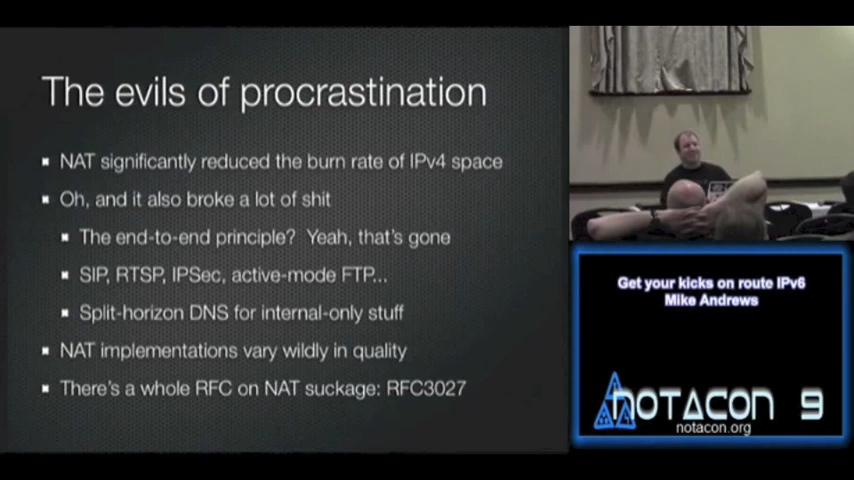 The evils of procrastination
NAT significantly reduced the burn rate of IPv4 space
Oh, and it also broke a lot of shit
The end-to-end principle? Yeah, that's gone
SIP, RTSP, IPSec, active-mode FTP...
Split-horizon DNS for internal-only stuff
NAT implementations vary wildly in quality
There's a whole RFC on NAT suckage: RFC3027
Get your kicks on route IPv6
Mike Andrews
NOTACON 9
notacon.org